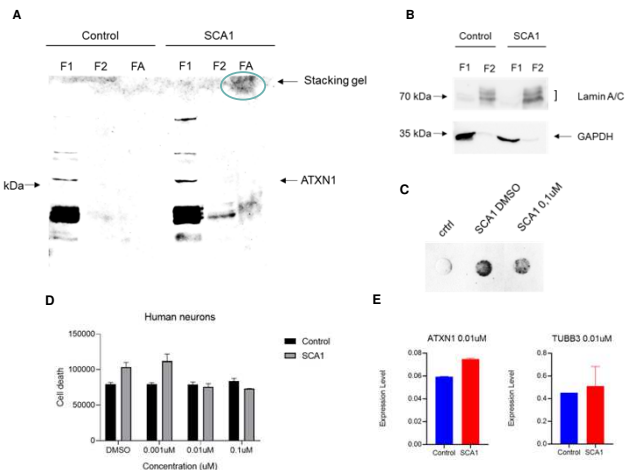 A
Control SCA1
F1 F2 FA F1 F2 FA
Stacking gel
ATXN1
kDa
B
Control SCA1
F1 F2 F1 F2
70 kDa
Lamin A/C
35 kDa
GAPDH
C
crtrl SCA1 DMSO SCA1 0,1uM
D
Human neurons
Cell death
150000
100000
50000
0
DMSO 0.001uM 0.01uM 0.1uM
Concentration (uM)
Control
SCA1
E
ATXN1 0,01uM
Expression Level
0.08
0.06
0.04
0.02
0.00
Control SCA1
TUBB3 0.01uM
Expression Level
0.8
0.6
0.4
0.2
0.0
Control SCA1